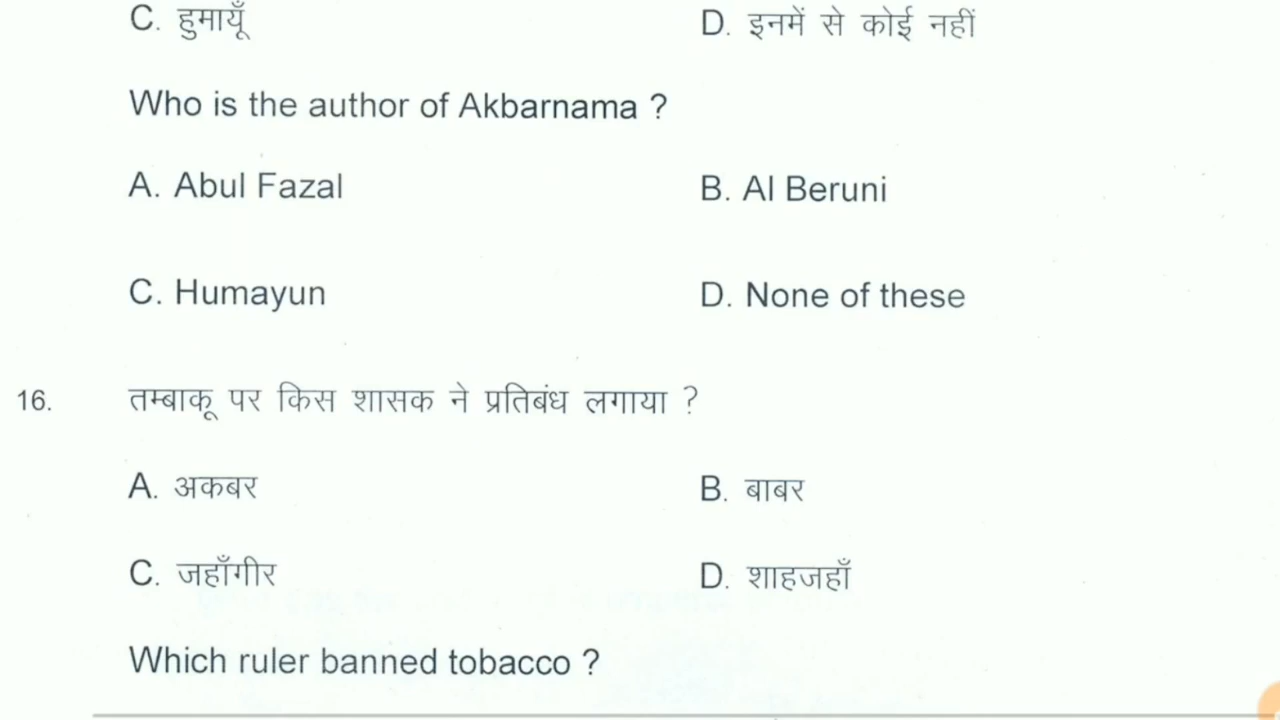 C. हुमायूँ D. इनमें से कोई नहीं
Who is the author of Akbarnama ?
A. Abul Fazal B. Al Beruni
C. Humayun D. None of these
16. तम्बाकू पर किस शासक ने प्रतिबंध लगाया ?
A. अकबर B. बाबर
C. जहाँगीर D. शाहजहाँ
Which ruler banned tobacco ?